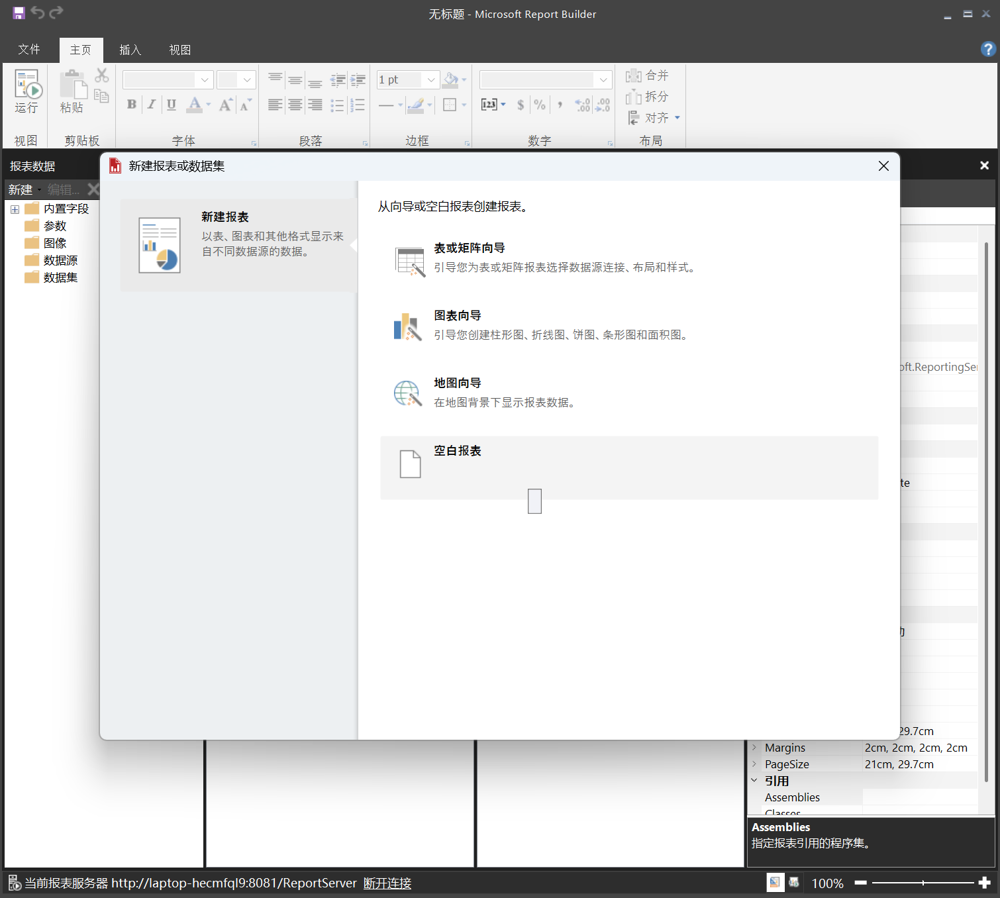 无标题 - Microsoft Report Builder
文件
主页
插入
视图
运行
粘贴
1 pt
合并
拆分
对齐
视图
剪贴板
字体
段落
边框
数字
布局
报表数据
新建
编辑...
内置字段
参数
图像
数据源
数据集
新建报表或数据集
新建报表
以表、图表和其他格式显示来
自不同数据源的数据。
从向导或空白报表创建报表。
表或矩阵向导
引导您为表或矩阵报表选择数据源连接、布局和样式。
图表向导
引导您创建柱形图、折线图、饼图、条形图和面积图。
地图向导
在地图背景下显示报表数据。
空白报表
oft.ReportingSer
te
29.7cm
Margins 2cm, 2cm, 2cm, 2cm
PageSize 21cm, 29.7cm
引用
Assemblies
Classes
Assemblies
指定报表引用的程序集。
当前报表服务器 http://laptop-hecmfql9:8081/ReportServer 断开连接
100%